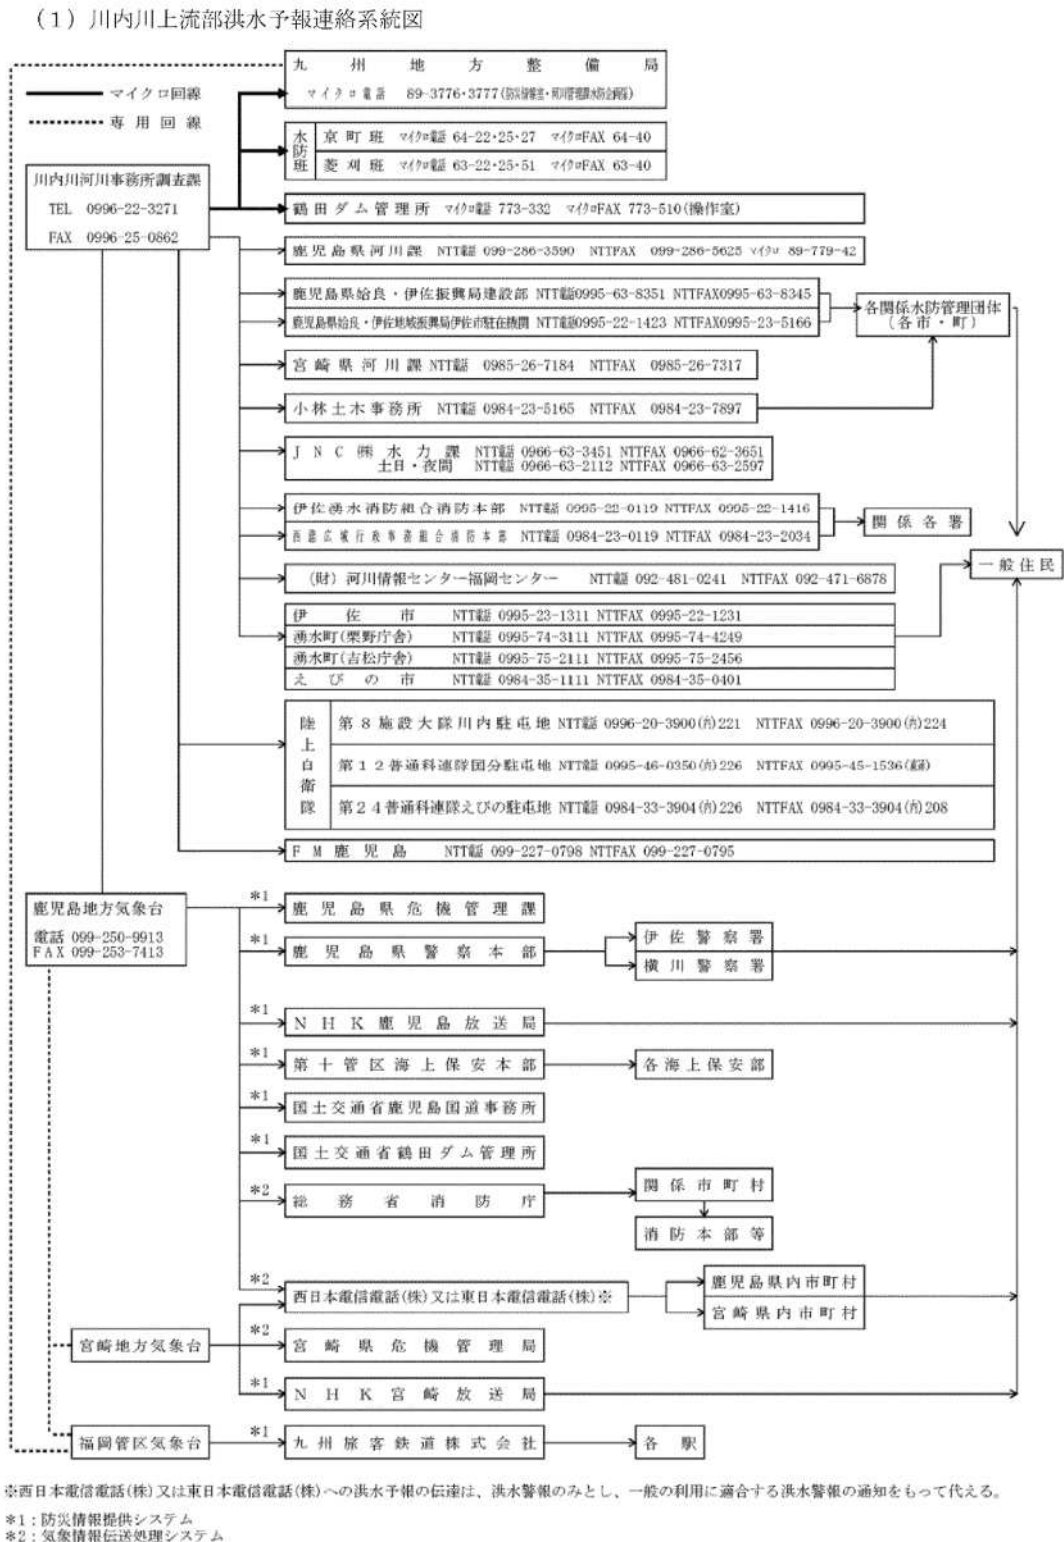 （1）川内川上流部洪水予報連絡系統図
九州地方整備局
マイクロ電話 89-3776・3777
マイクロ回線
専用回線
水防班
京町班 マイクロ電話 64-22・25・27 マイクロFAX 64-40
菱刈班 マイクロ電話 63-22・25・51 マイクロFAX 63-40
川内川河川事務所調査課
TEL 0996-22-3271
FAX 0996-25-0862
鶴田ダム管理所 マイクロ電話 773-332 マイクロFAX 773-510(操作室)
鹿児島県河川課 NTT電話 099-286-3590 NTTFAX 099-286-5625 マイクロ 89-779-42
鹿児島県姶良・伊佐振興局建設部 NTT電話0995-63-8351 NTTFAX0995-63-8345
鹿児島県姶良・伊佐地域振興局伊佐市駐在機関 NTT電話0995-22-1423 NTTFAX0995-23-5166
各関係水防管理団体
(各市・町)
宮崎県河川課 NTT電話 0985-26-7184 NTTFAX 0985-26-7317
小林土木事務所 NTT電話 0984-23-5165 NTTFAX 0984-23-7897
JNC㈱水力課 NTT電話 0966-63-3451 NTTFAX 0966-62-3651
土日・夜間 NTT電話 0966-63-2112 NTTFAX 0966-63-2597
伊佐湧水消防組合消防本部 NTT電話 0995-22-0119 NTTFAX 0995-22-1416
西諸広域行政事務組合消防本部 NTT電話 0984-23-0119 NTTFAX 0984-23-2034
関係各署
一般住民
(財)河川情報センター福岡センター NTT電話 092-481-0241 NTTFAX 092-471-6878
伊佐市 NTT電話 0995-23-1311 NTTFAX 0995-22-1231
湧水町(栗野庁舎) NTT電話 0995-74-3111 NTTFAX 0995-74-4249
湧水町(吉松庁舎) NTT電話 0995-75-2111 NTTFAX 0995-75-2456
えびの市 NTT電話 0984-35-1111 NTTFAX 0984-35-0401
陸上自衛隊
第8施設大隊川内駐屯地 NTT電話 0996-20-3900(内)221 NTTFAX 0996-20-3900(内)224
第12普通科連隊国分駐屯地 NTT電話 0995-46-0350(内)226 NTTFAX 0995-45-1536(直通)
第24普通科連隊えびの駐屯地 NTT電話 0984-33-3904(内)226 NTTFAX 0984-33-3904(内)208
FM鹿児島 NTT電話 099-227-0798 NTTFAX 099-227-0795
鹿児島地方気象台
電話 099-250-9913
FAX 099-253-7413
*1 鹿児島県危機管理課
*1 鹿児島県警察本部
伊佐警察署
横川警察署
*1 NHK鹿児島放送局
*1 第十管区海上保安本部
各海上保安部
*1 国土交通省鹿児島国道事務所
*1 国土交通省鶴田ダム管理所
*2 総務省消防庁
関係市町村
消防本部等
*2 西日本電信電話(株)又は東日本電信電話(株)※
鹿児島県内市町村
宮崎県内市町村
宮崎地方気象台
*2 宮崎県危機管理局
*1 NHK宮崎放送局
福岡管区気象台
*1 九州旅客鉄道株式会社
各駅
※西日本電信電話(株)又は東日本電信電話(株)への洪水予報の伝達は、洪水警報のみとし、一般の利用に適合する洪水警報の通知をもって代える。
*1：防災情報提供システム
*2：気象情報伝送処理システム